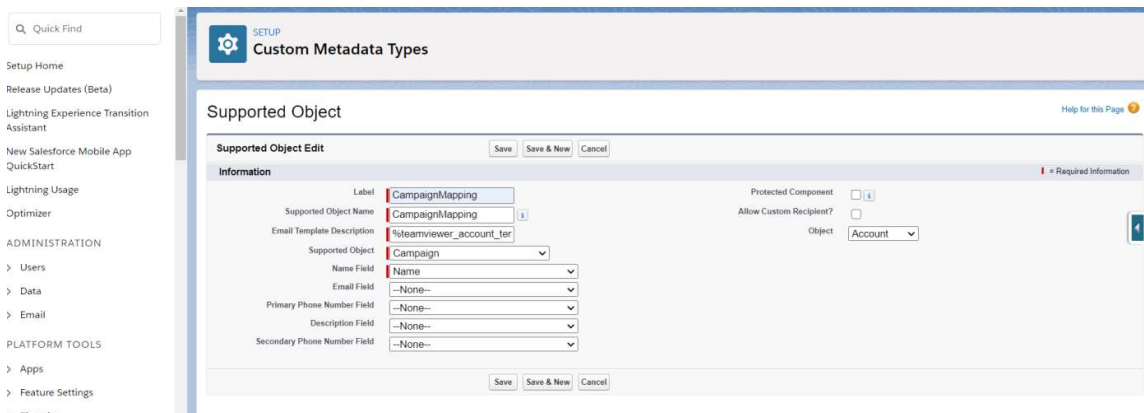 Quick Find
Setup Home
Release Updates (Beta)
Lightning Experience Transition
Assistant
New Salesforce Mobile App
QuickStart
Lightning Usage
Optimizer
ADMINISTRATION
> Users
> Data
> Email
PLATFORM TOOLS
> Apps
> Feature Settings
SETUP
Custom Metadata Types
Supported Object
Help for this Page ?
Supported Object Edit Save Save & New Cancel
Information = Required Information
Label CampaignMapping Protected Component i
Supported Object Name CampaignMapping i Allow Custom Recipient?
Email Template Description %teamviewer_account_ter Object Account
Supported Object Campaign
Name Field Name
Email Field --None--
Primary Phone Number Field --None--
Description Field --None--
Secondary Phone Number Field --None--
Save Save & New Cancel